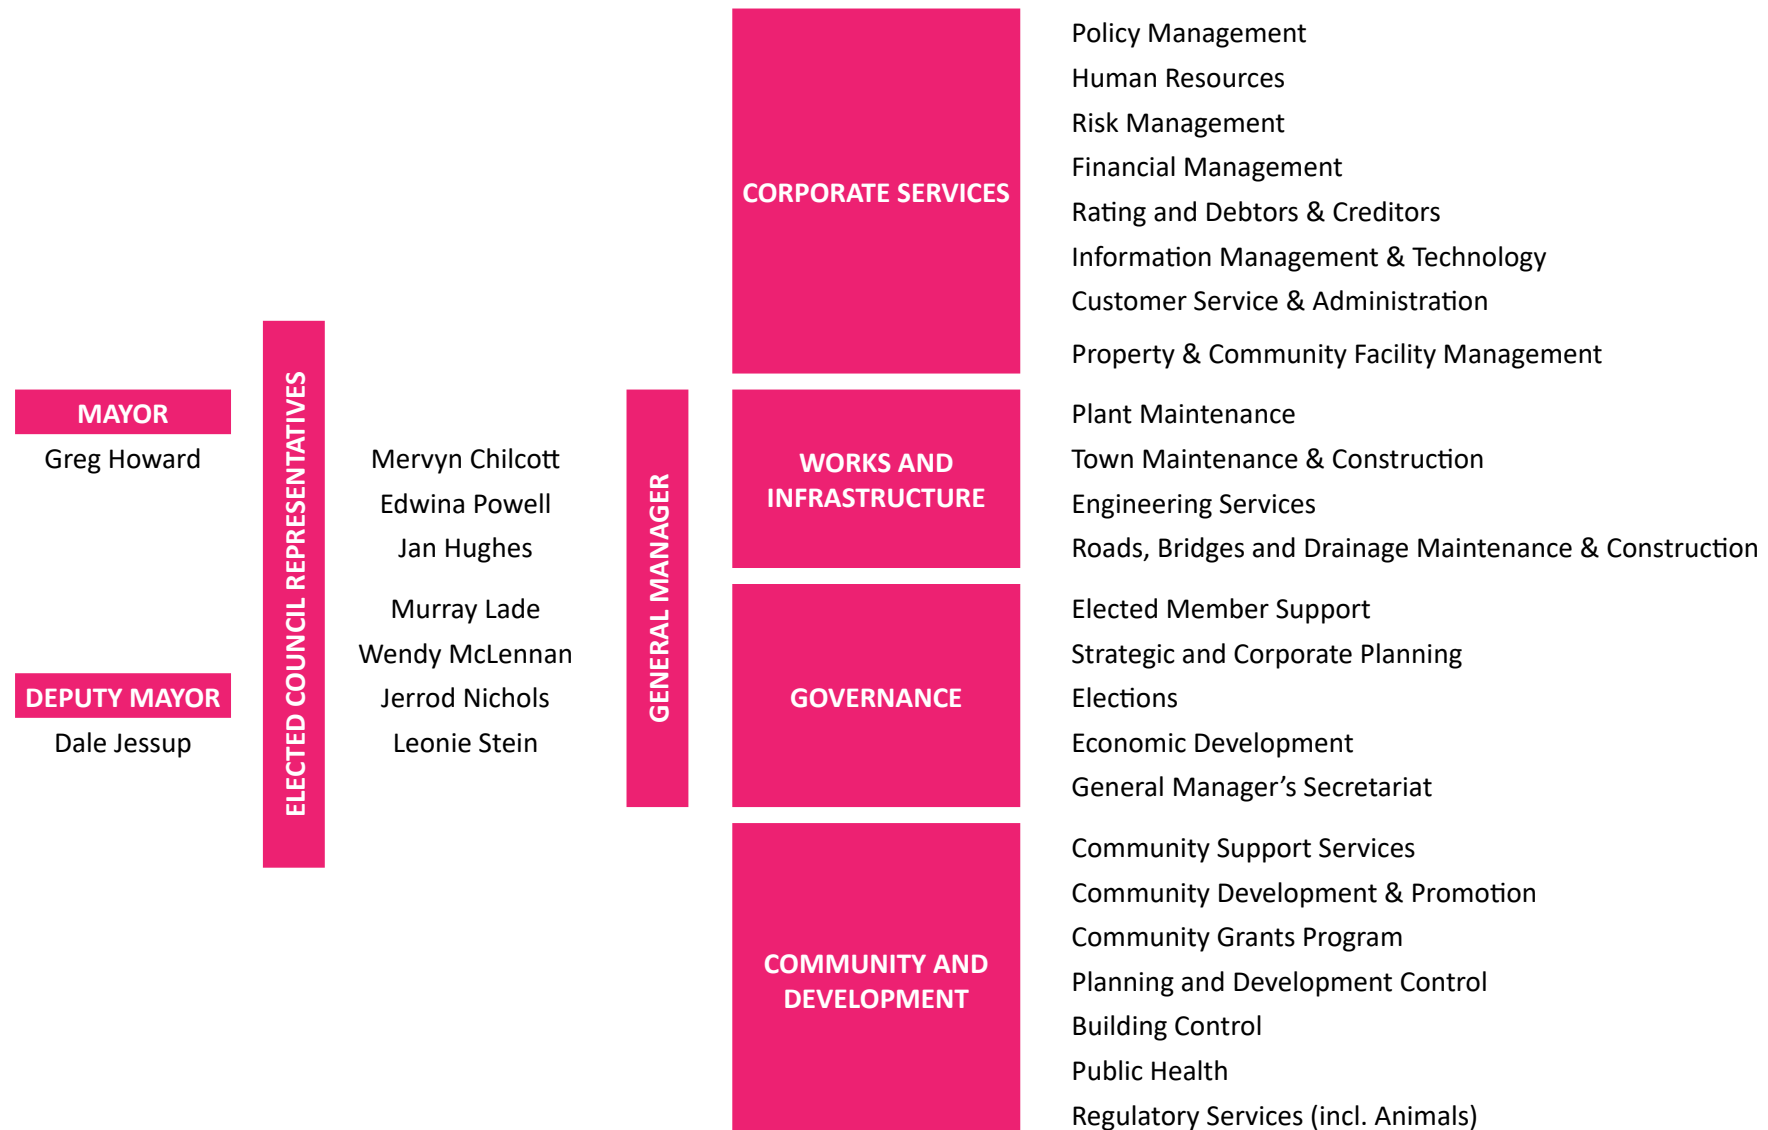 MAYOR
Greg Howard
DEPUTY MAYOR
Dale Jessup
ELECTED COUNCIL REPRESENTATIVES
Mervyn Chilcott
Edwina Powell
Jan Hughes
Murray Lade
Wendy McLennan
Jerrod Nichols
Leonie Stein
GENERAL MANAGER
CORPORATE SERVICES
Policy Management
Human Resources
Risk Management
Financial Management
Rating and Debtors & Creditors
Information Management & Technology
Customer Service & Administration
Property & Community Facility Management
WORKS AND
INFRASTRUCTURE
Plant Maintenance
Town Maintenance & Construction
Engineering Services
Roads, Bridges and Drainage Maintenance & Construction
GOVERNANCE
Elected Member Support
Strategic and Corporate Planning
Elections
Economic Development
General Manager’s Secretariat
COMMUNITY AND
DEVELOPMENT
Community Support Services
Community Development & Promotion
Community Grants Program
Planning and Development Control
Building Control
Public Health
Regulatory Services (incl. Animals)